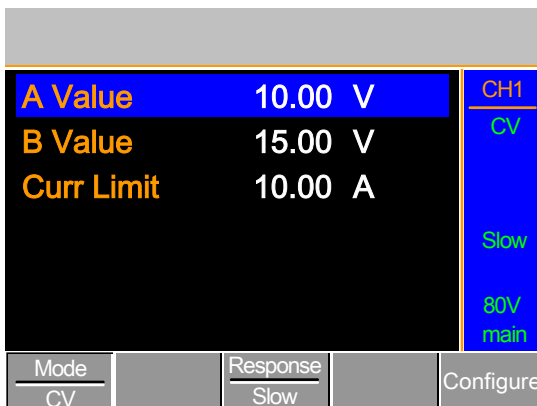 A Value 10.00 V
B Value 15.00 V
Curr Limit 10.00 A
CH1
CV
Slow
80V
main
Mode
CV
Response
Slow
Configure